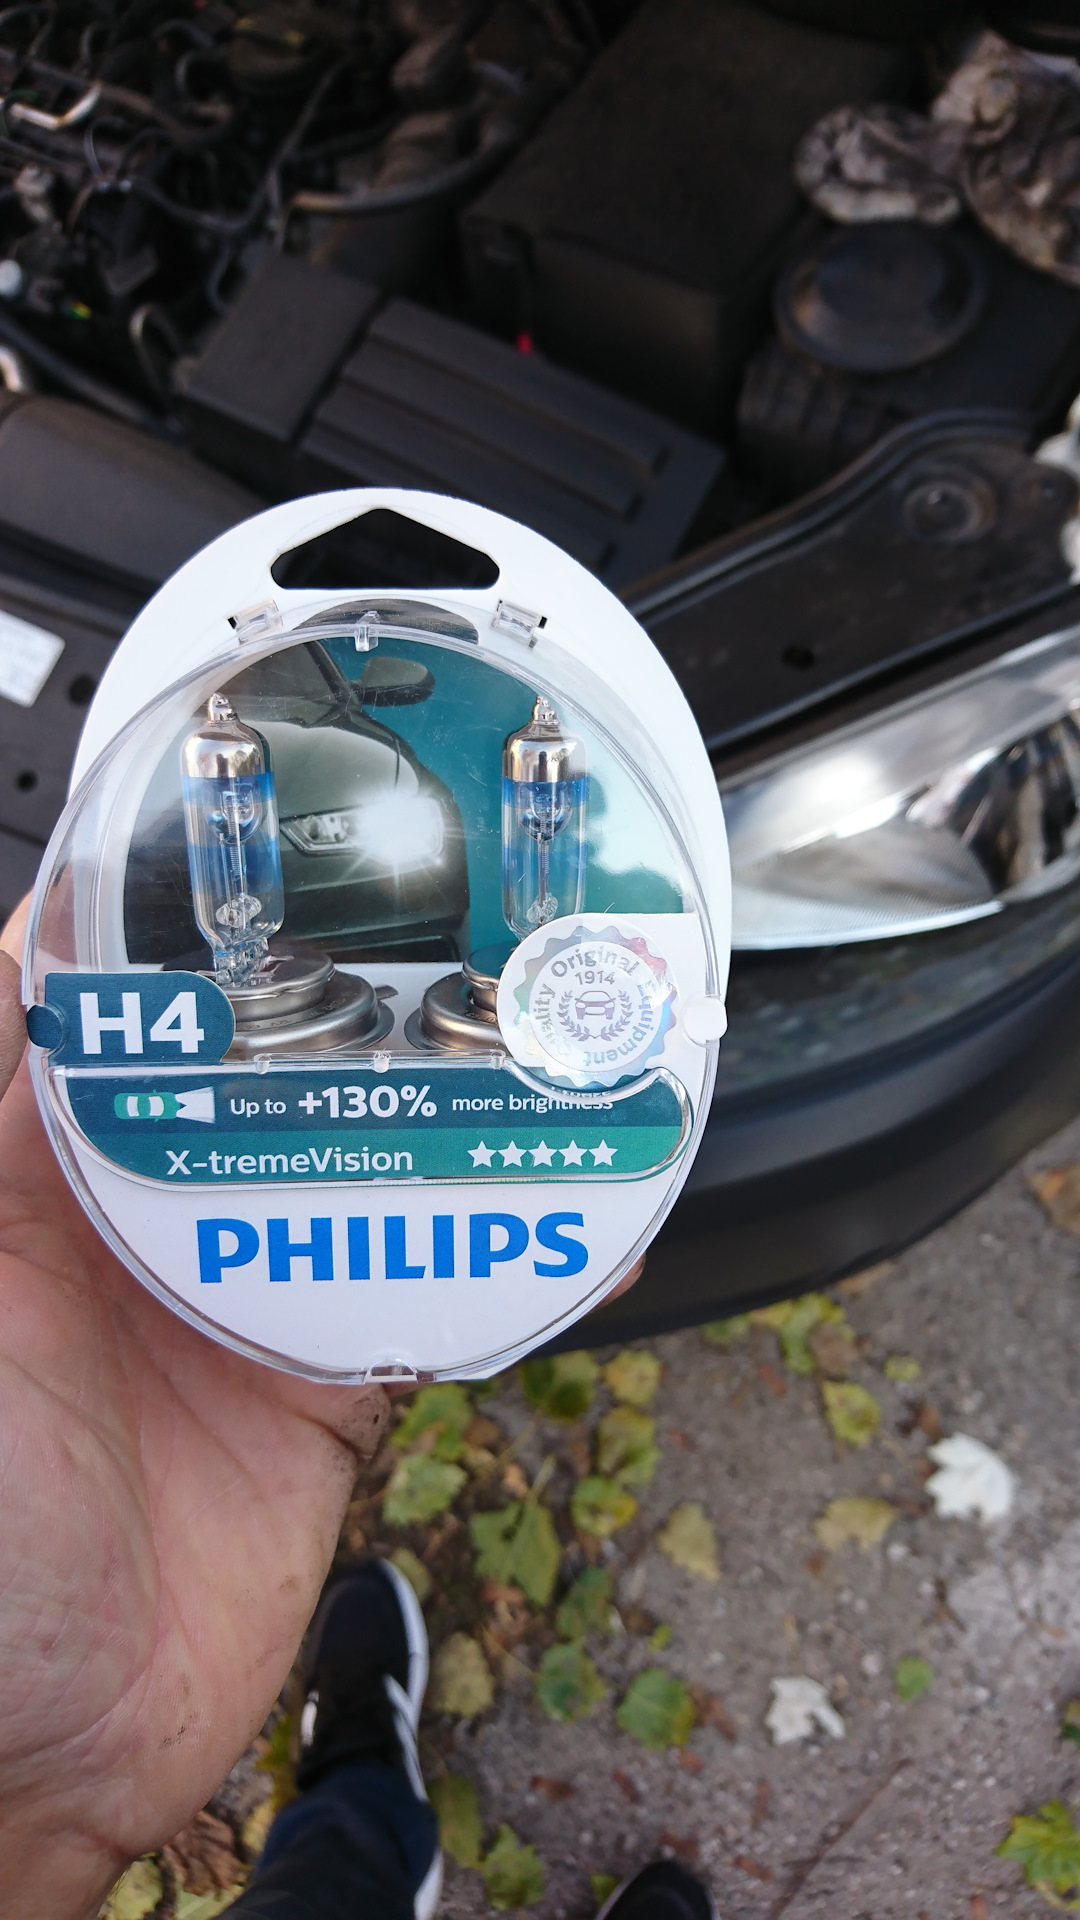 H4
Original
1914
Equipment
Quality
Up to +130% more brightness
X-tremeVision
PHILIPS